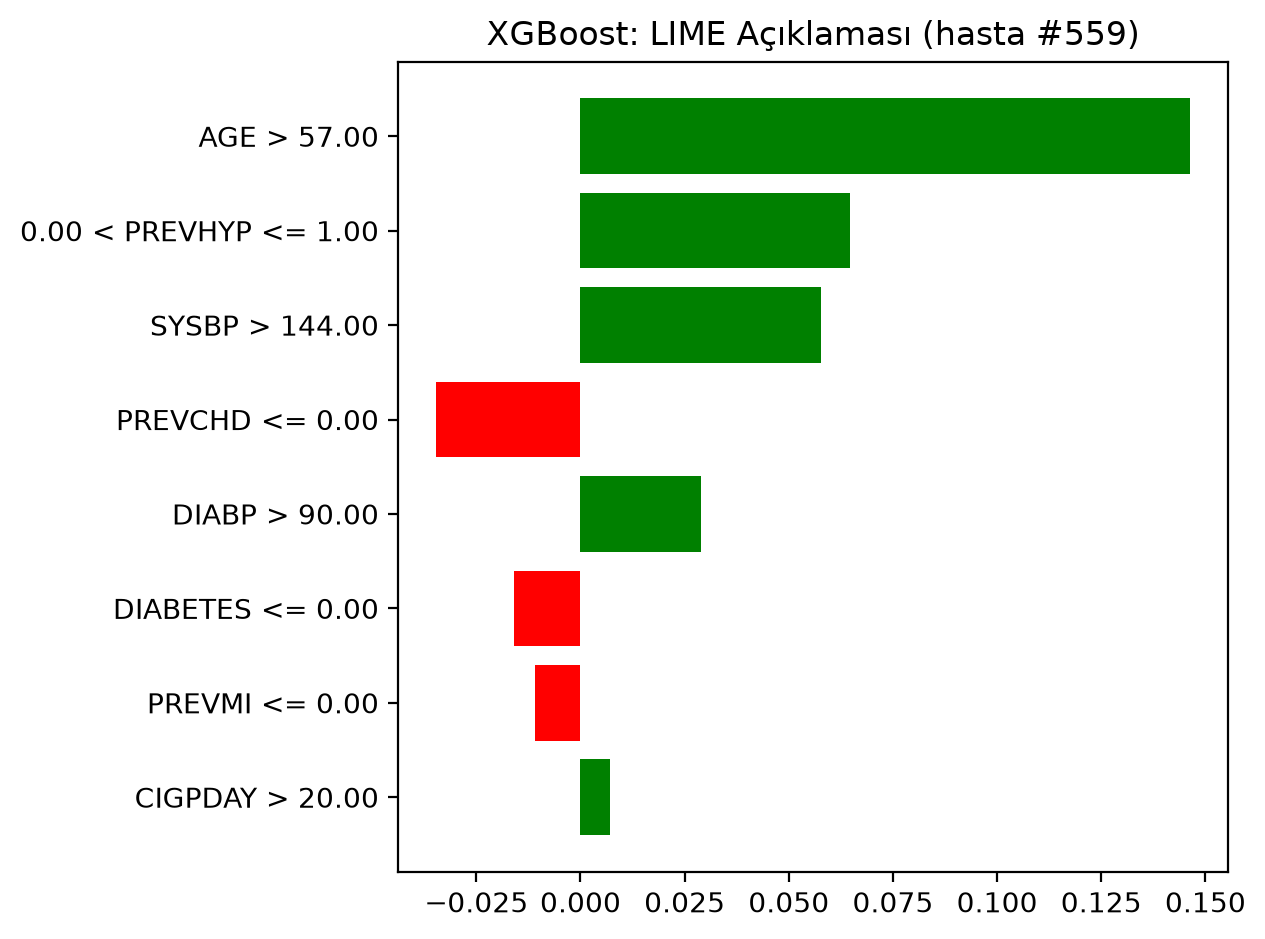 XGBoost: LIME Açıklaması (hasta #559)
AGE > 57.00
0.00 < PREVHYP <= 1.00
SYSBP > 144.00
PREVCHD <= 0.00
DIABP > 90.00
DIABETES <= 0.00
PREVMI <= 0.00
CIGPDAY > 20.00
−0.025 0.000 0.025 0.050 0.075 0.100 0.125 0.150